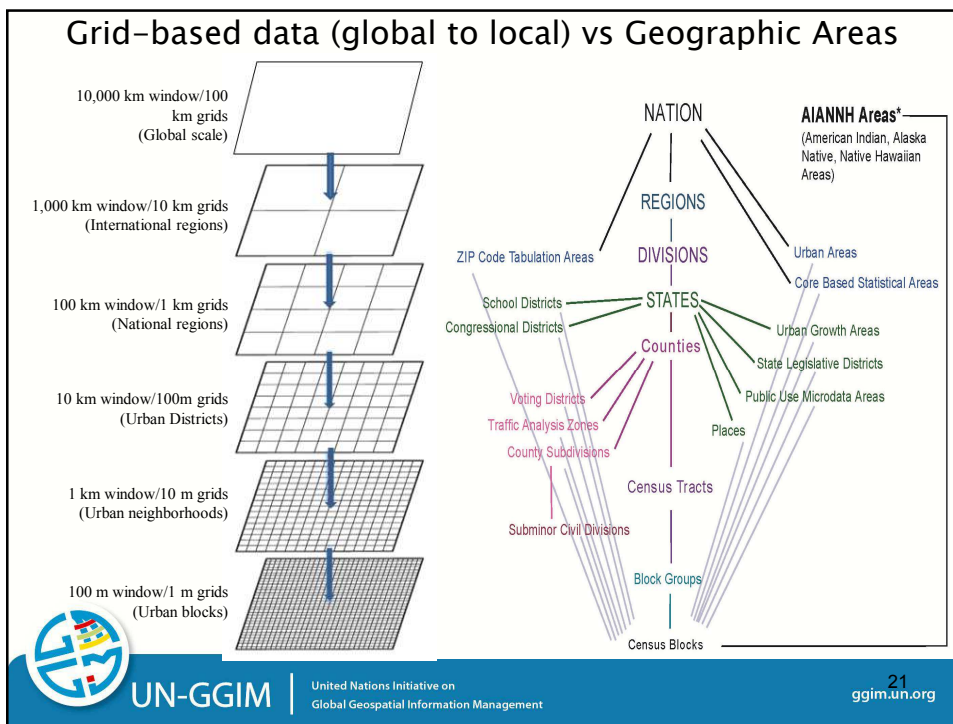 Grid-based data (global to local) vs Geographic Areas
10,000 km window/100
km grids
(Global scale)
1,000 km window/10 km grids
(International regions)
100 km window/1 km grids
(National regions)
10 km window/100m grids
(Urban Districts)
1 km window/10 m grids
(Urban neighborhoods)
100 m window/1 m grids
(Urban blocks)
NATION
AIANNH Areas*
(American Indian, Alaska
Native, Native Hawaiian
Areas)
REGIONS
ZIP Code Tabulation Areas
DIVISIONS
Urban Areas
Core Based Statistical Areas
School Districts
STATES
Congressional Districts
Urban Growth Areas
Counties
State Legislative Districts
Voting Districts
Public Use Microdata Areas
Traffic Analysis Zones
Places
County Subdivisions
Census Tracts
Subminor Civil Divisions
Block Groups
Census Blocks
UN-GGIM
United Nations Initiative on
Global Geospatial Information Management
21
ggim.un.org